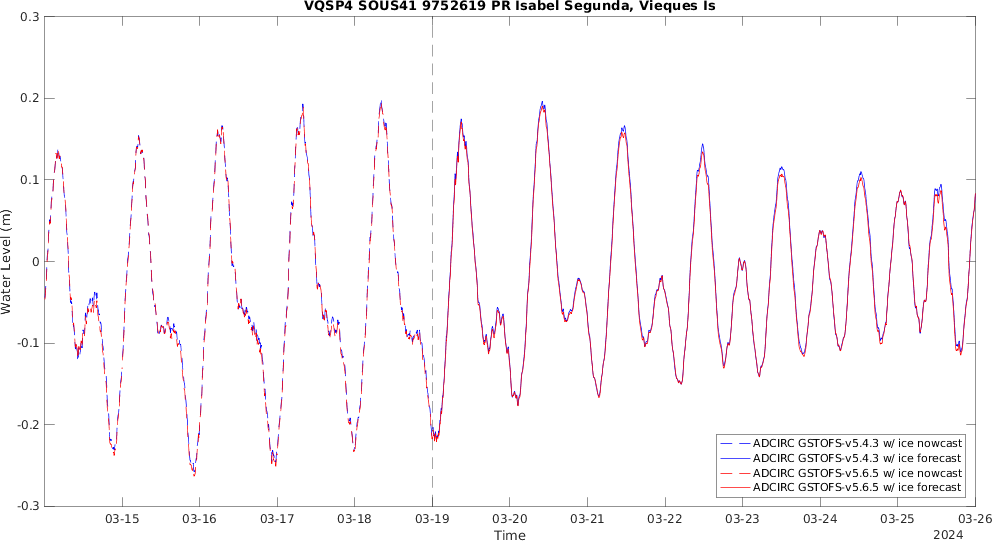 VQSP4 SOUS41 9752619 PR Isabel Segunda, Vieques Is
0.3
0.2
0.1
0
-0.1
-0.2
-0.3
Water Level (m)
ADCIRC GSTOFS-v5.4.3 w/ ice nowcast
ADCIRC GSTOFS-v5.4.3 w/ ice forecast
ADCIRC GSTOFS-v5.6.5 w/ ice nowcast
ADCIRC GSTOFS-v5.6.5 w/ ice forecast
03-15 03-16 03-17 03-18 03-19 03-20 03-21 03-22 03-23 03-24 03-25 03-26
Time
2024